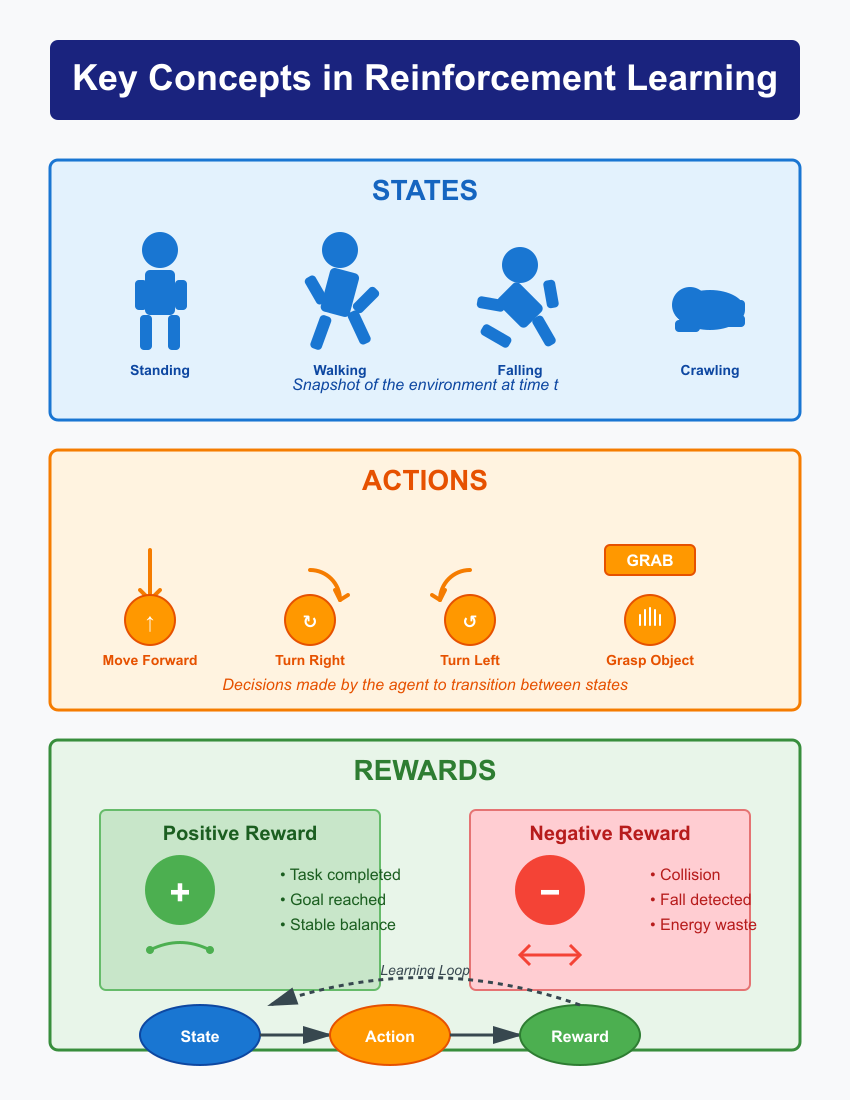 Key Concepts in Reinforcement Learning
STATES
Standing
Walking
Falling
Crawling
Snapshot of the environment at time t
ACTIONS
GRAB
↑
↻
↺
Move Forward
Turn Right
Turn Left
Grasp Object
Decisions made by the agent to transition between states
REWARDS
Positive Reward
+
• Task completed
• Goal reached
• Stable balance
Negative Reward
−
• Collision
• Fall detected
• Energy waste
Learning Loop
State
Action
Reward